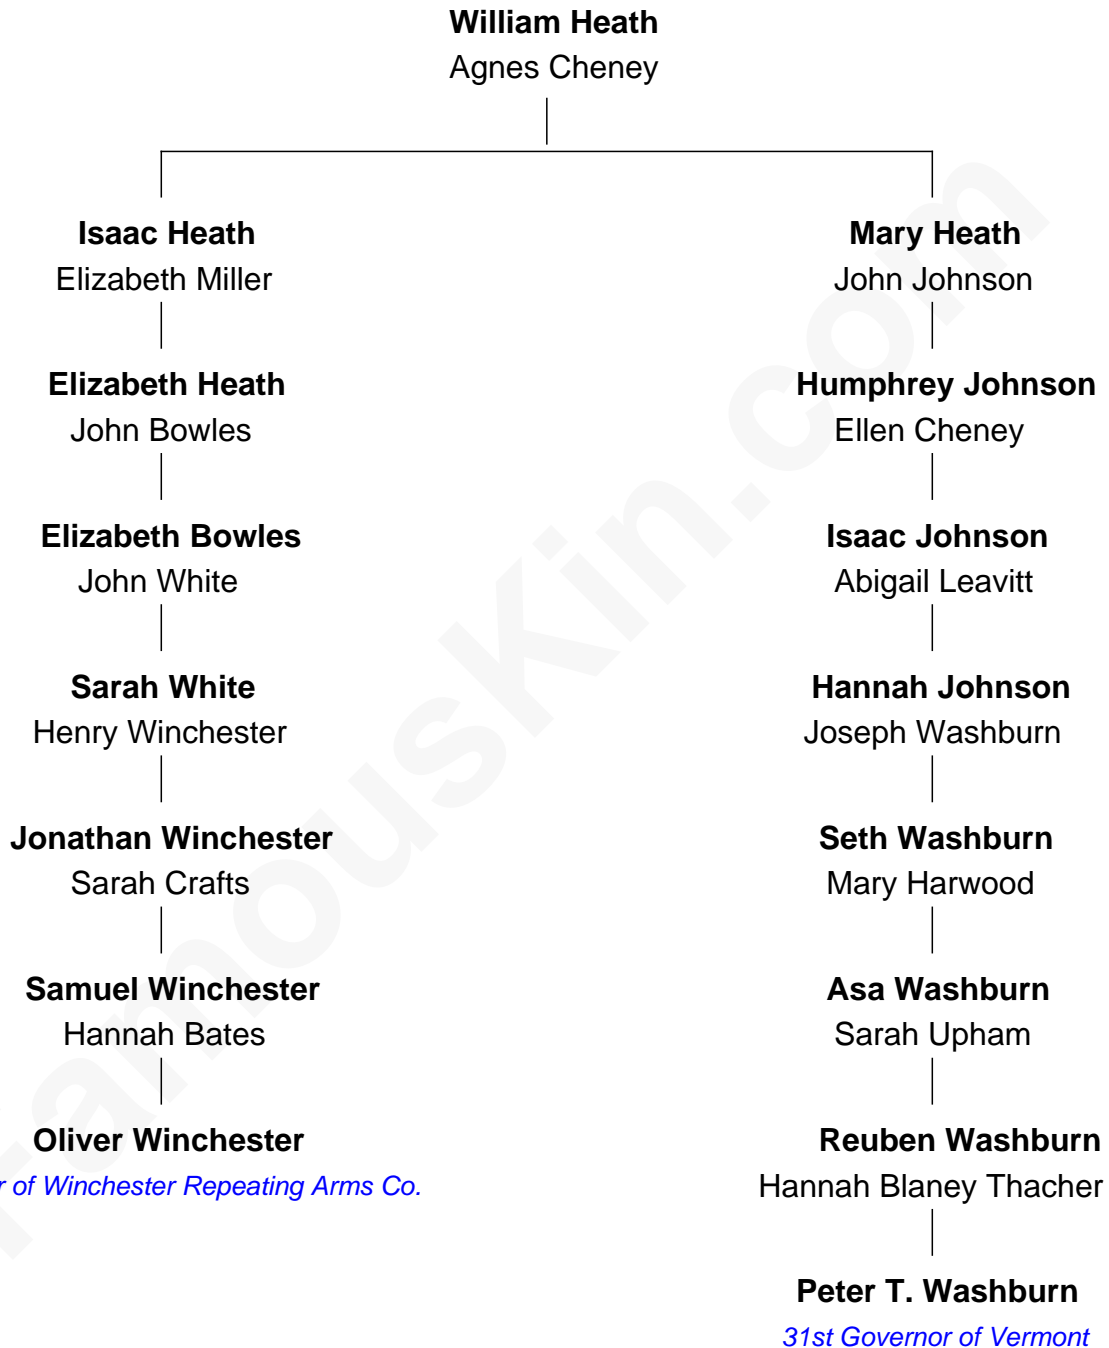 William Heath
Agnes Cheney
Isaac Heath
Elizabeth Miller
Mary Heath
John Johnson
Elizabeth Heath
John Bowles
Humphrey Johnson
Ellen Cheney
Elizabeth Bowles
John White
Isaac Johnson
Abigail Leavitt
Sarah White
Henry Winchester
Hannah Johnson
Joseph Washburn
Jonathan Winchester
Sarah Crafts
Seth Washburn
Mary Harwood
Samuel Winchester
Hannah Bates
Asa Washburn
Sarah Upham
Oliver Winchester
r of Winchester Repeating Arms Co.
Reuben Washburn
Hannah Blaney Thacher
Peter T. Washburn
31st Governor of Vermont
FamousKin.com